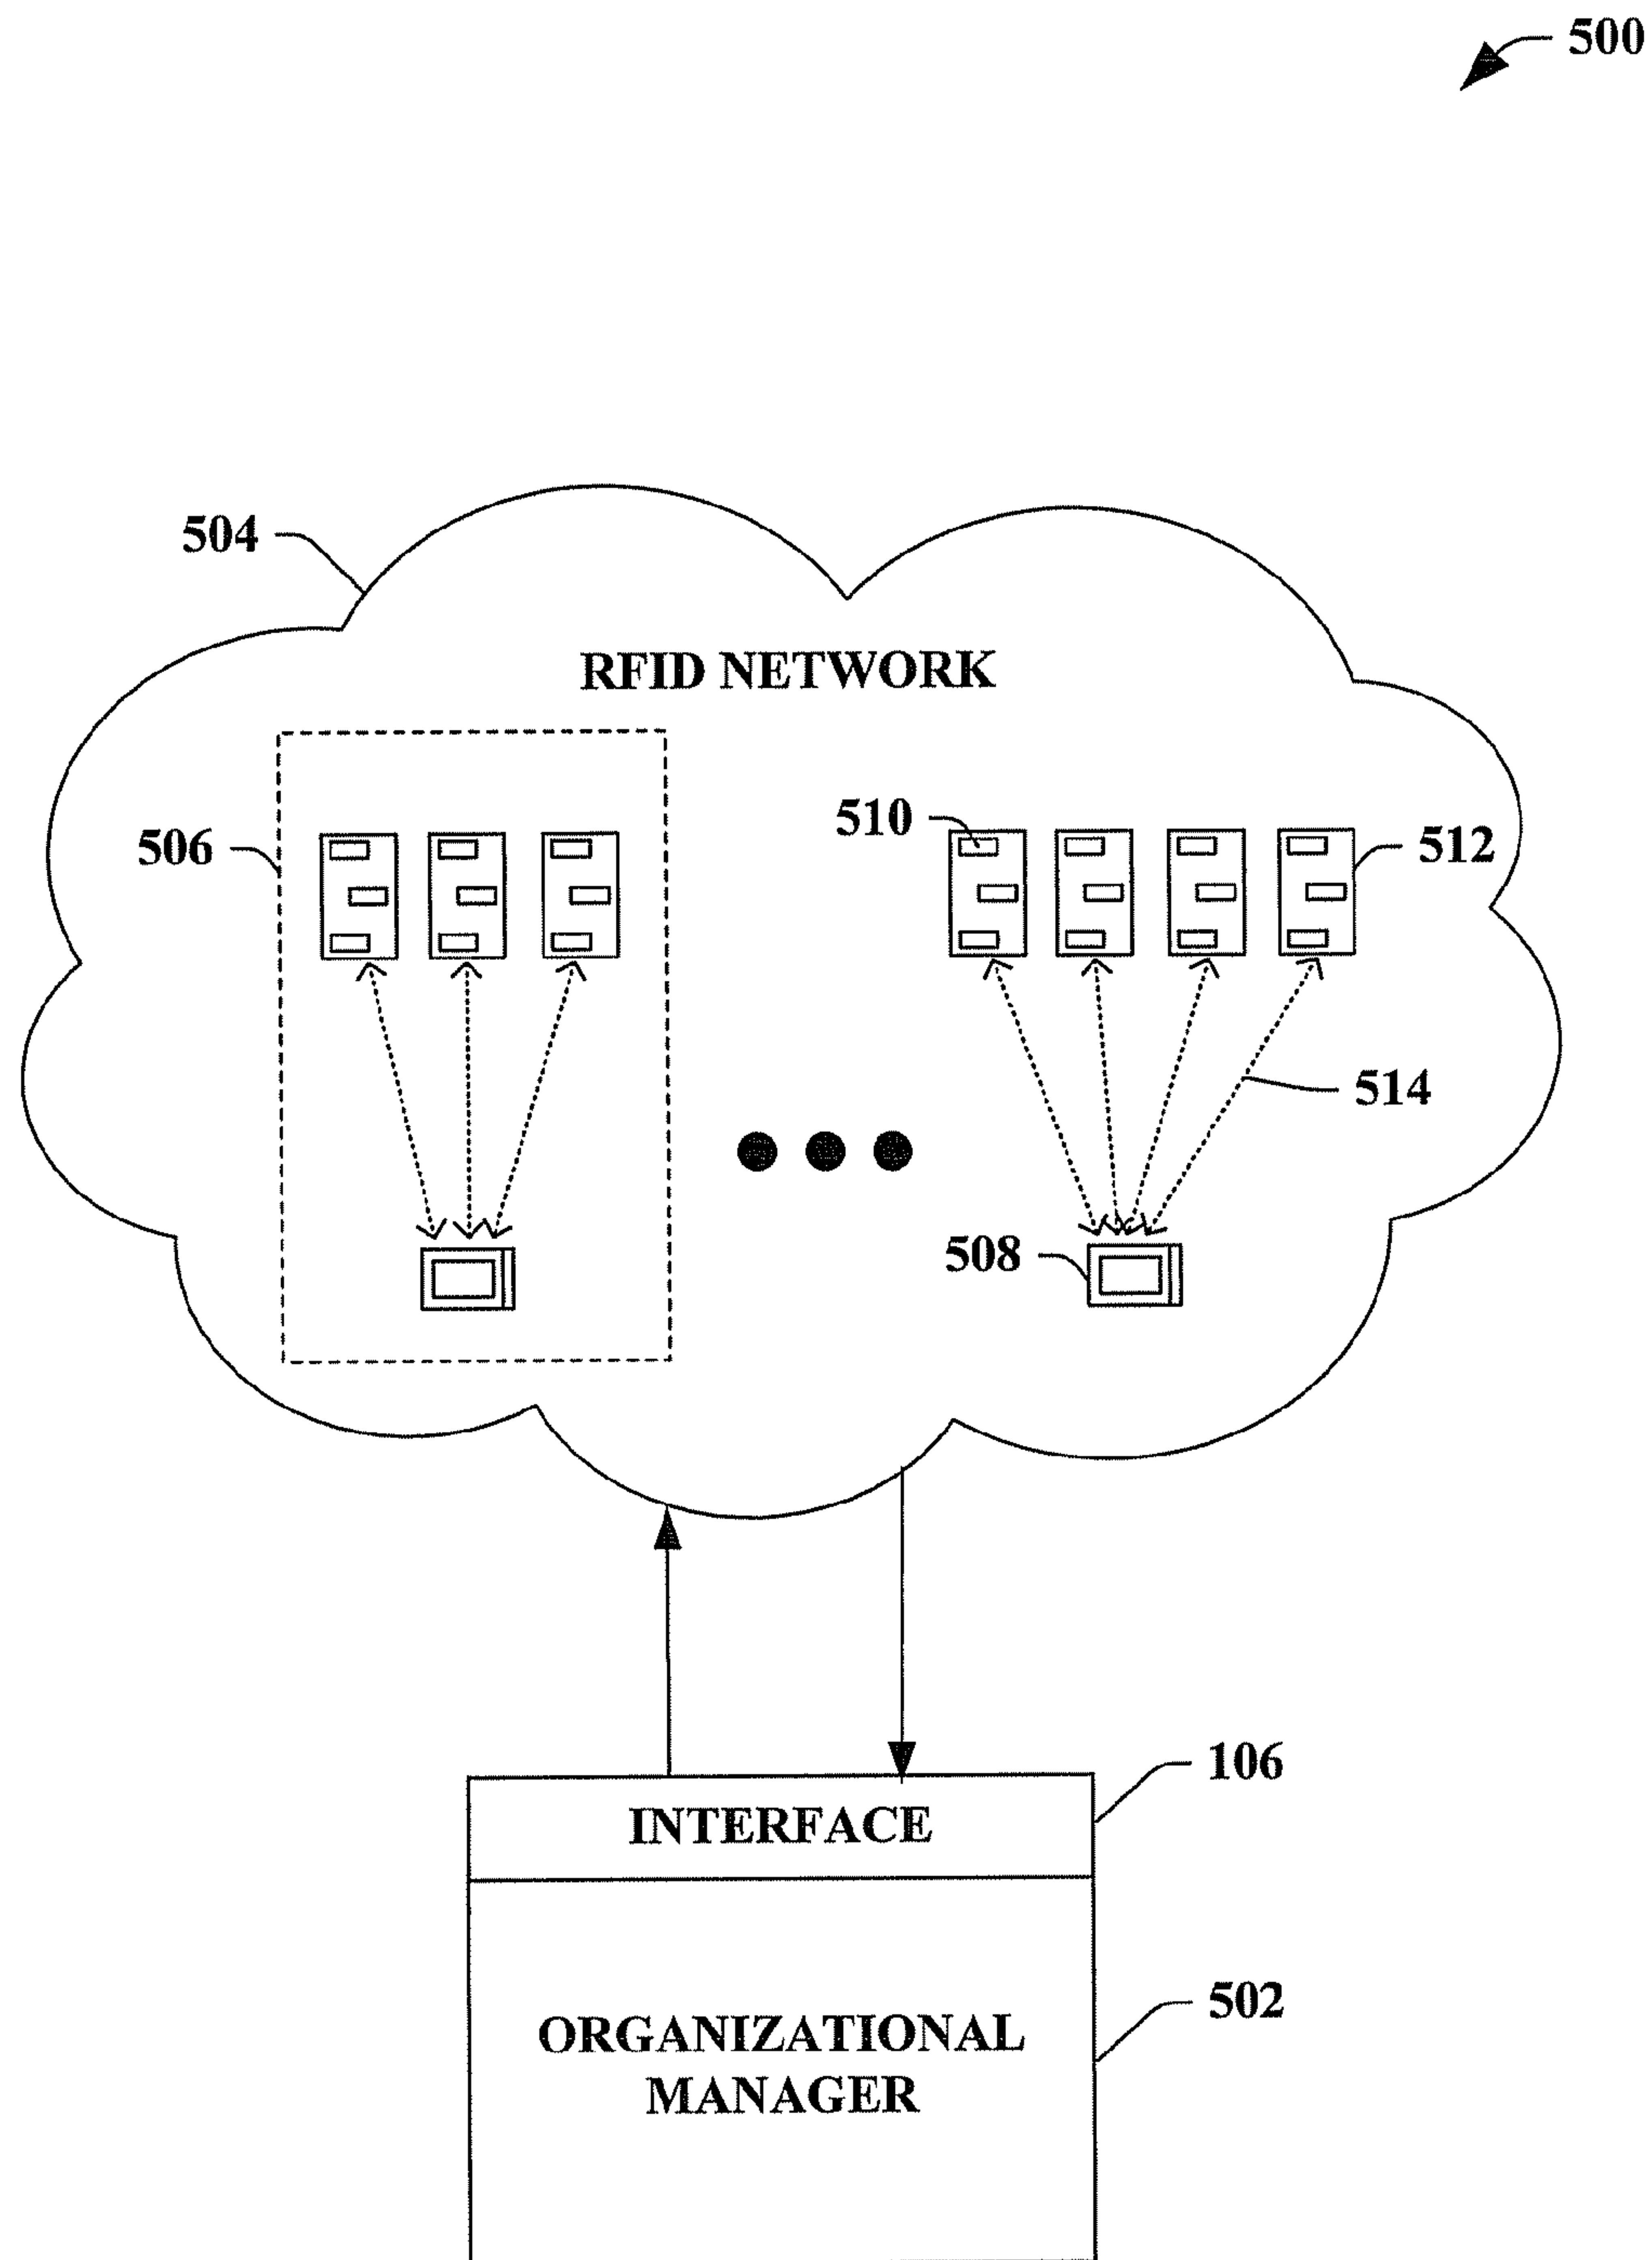 500
504
RFID NETWORK
506
510
512
514
508
106
INTERFACE
502
ORGANIZATIONAL
MANAGER